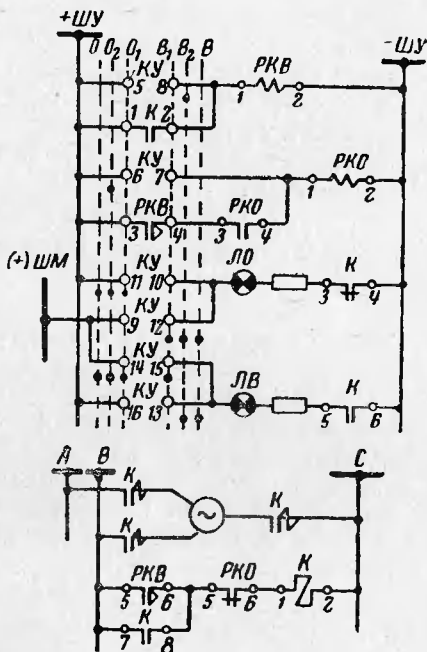 +ШУ
О О₂ О₁ В₁ В₂ В
-ШУ
КУ
5 8
РКВ
1 2
1 К 2
КУ
6 7
РКО
1 2
РКВ
3 4
РКО
3 4
(+) ШМ
КУ
11 10
ЛО
К
3 4
КУ
9 12
КУ
14 15
КУ
16 13
ЛВ
К
5 6
А В С
К
К
К
РКВ
5 6
РКО
5 6
К
1 2
К
7 8